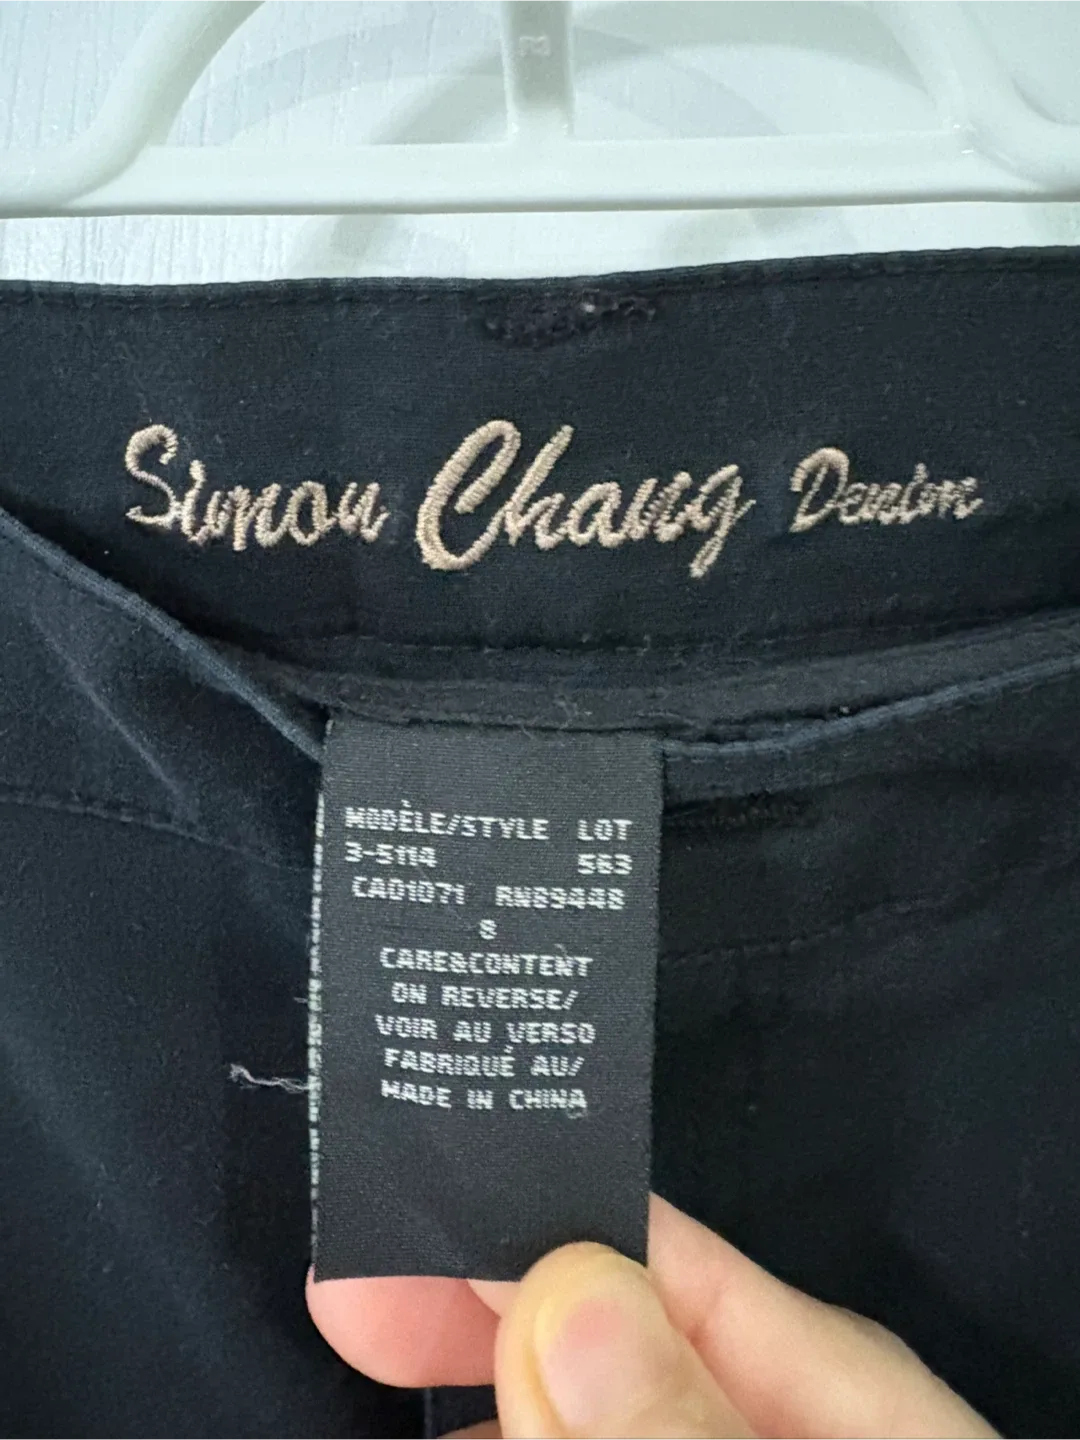 Simon Chang Denim
MODÈLE/STYLE LOT
3-5114 563
CA01071 RN89448
8
CARE&CONTENT
ON REVERSE/
VOIR AU VERSO
FABRIQUÉ AU/
MADE IN CHINA